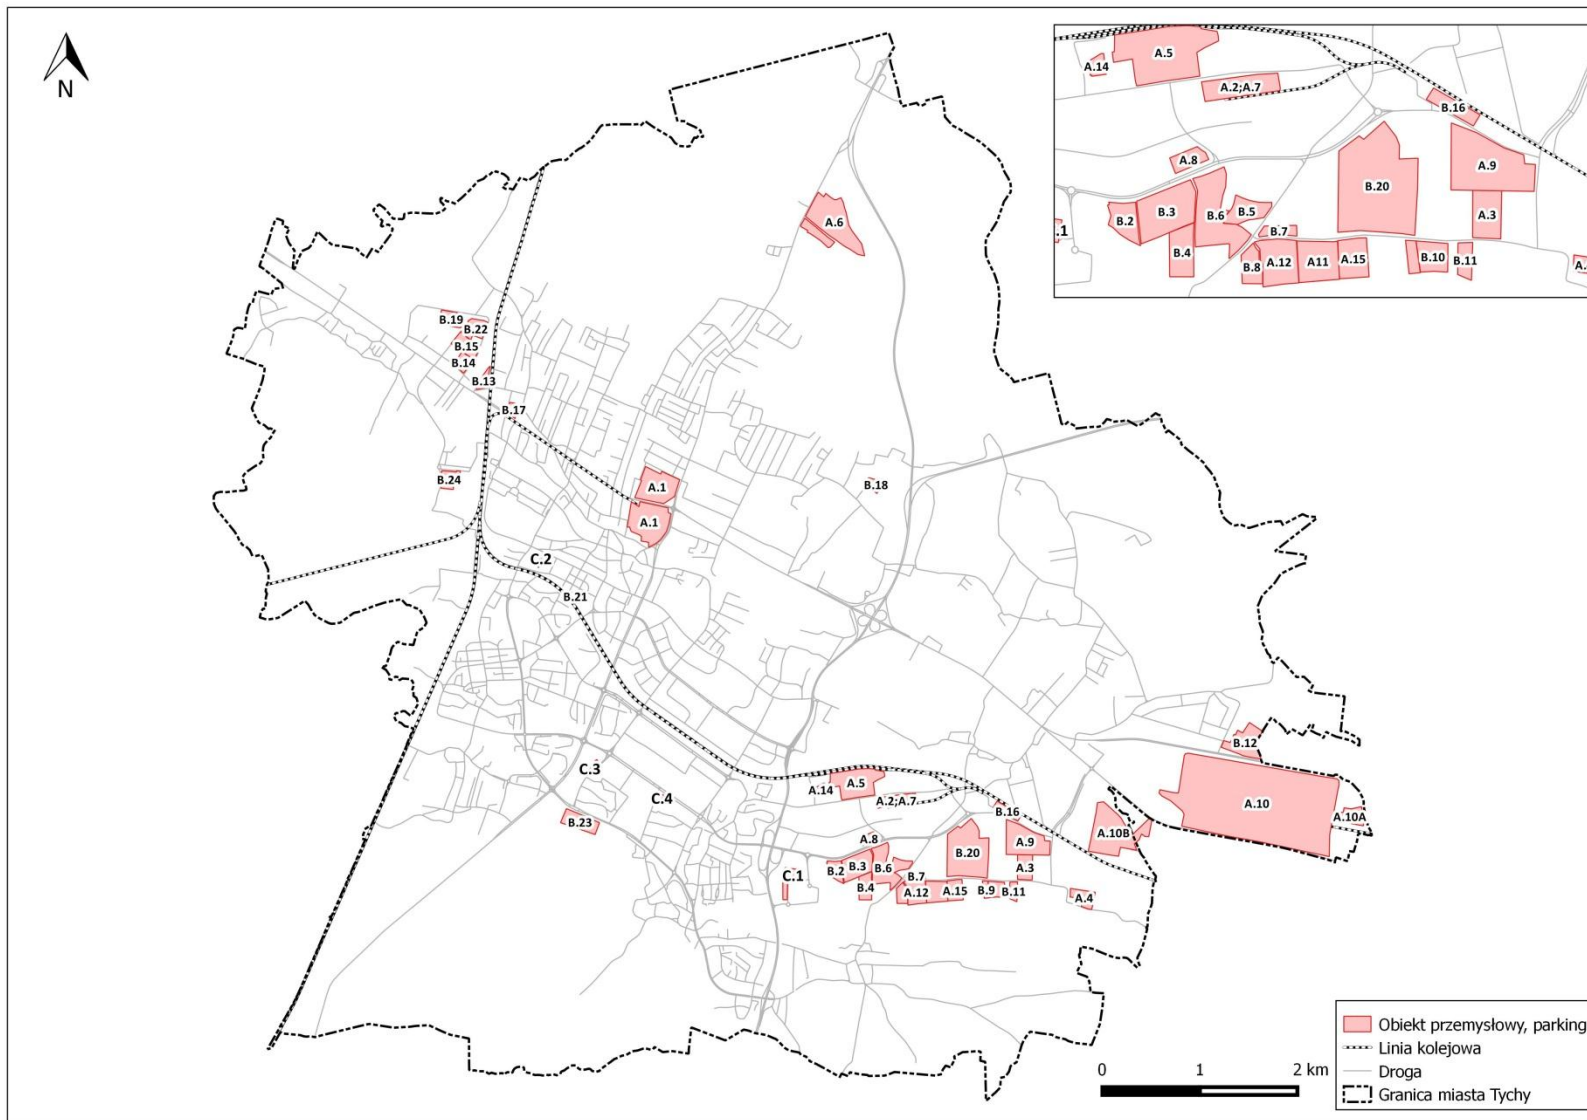 N
A.5
A.14
A.2;A.7
B.16
A.8
A.9
B.20
B.2
B.3
B.6
B.5
A.3
.1
B.7
B.4
B.8
A.12
A11
A.15
B.10
B.11
A.
A.6
B.19
B.22
B.15
B.14
B.13
B.17
B.24
A.1
B.18
A.1
C.2
B.21
B.12
C.3
C.4
A.5
A.14
A.2;A.7
A.10
A.10A
B.16
B.23
A.8
A.10B
A.9
B.20
B.2
B.3
B.6
A.3
C.1
B.7
B.4
A.12
A.15
B.9
B.11
A.4
Obiekt przemysłowy, parking
Linia kolejowa
Droga
Granica miasta Tychy
0 1 2 km